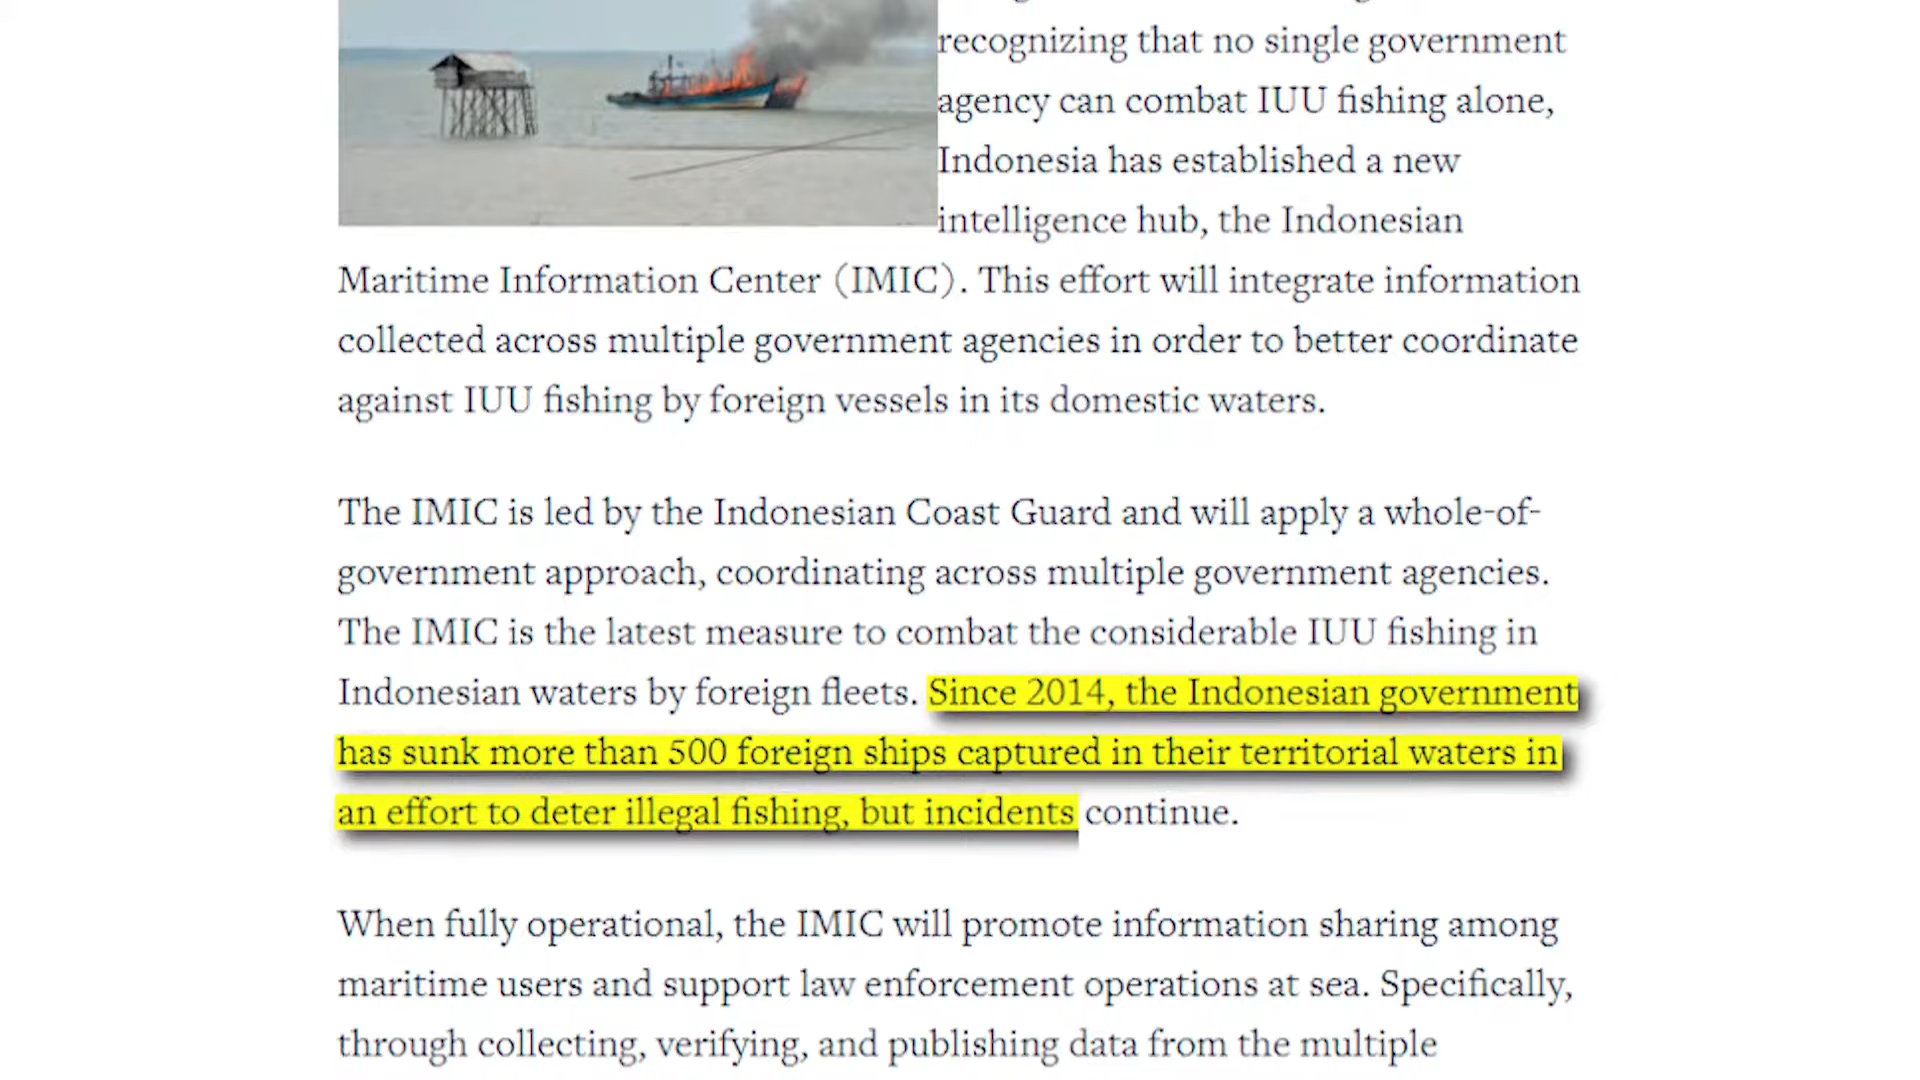 recognizing that no single government
agency can combat IUU fishing alone,
Indonesia has established a new
intelligence hub, the Indonesian
Maritime Information Center (IMIC). This effort will integrate information
collected across multiple government agencies in order to better coordinate
against IUU fishing by foreign vessels in its domestic waters.
The IMIC is led by the Indonesian Coast Guard and will apply a whole-of-
government approach, coordinating across multiple government agencies.
The IMIC is the latest measure to combat the considerable IUU fishing in
Indonesian waters by foreign fleets. Since 2014, the Indonesian government
has sunk more than 500 foreign ships captured in their territorial waters in
an effort to deter illegal fishing, but incidents continue.
When fully operational, the IMIC will promote information sharing among
maritime users and support law enforcement operations at sea. Specifically,
through collecting, verifying, and publishing data from the multiple